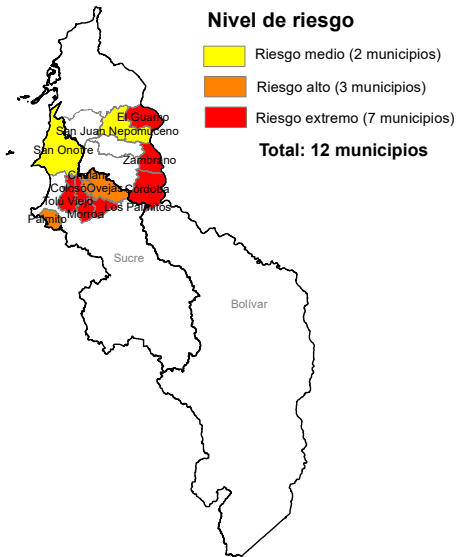 Nivel de riesgo
Riesgo medio (2 municipios)
Riesgo alto (3 municipios)
Riesgo extremo (7 municipios)
Total: 12 municipios
El Guamo
San Juan Nepomuceno
San Onofre
Zambrano
Chalán
Colosó
Ovejas
Córdoba
Tolú Viejo
Los Palmitos
Morroa
Palmito
Sucre
Bolívar